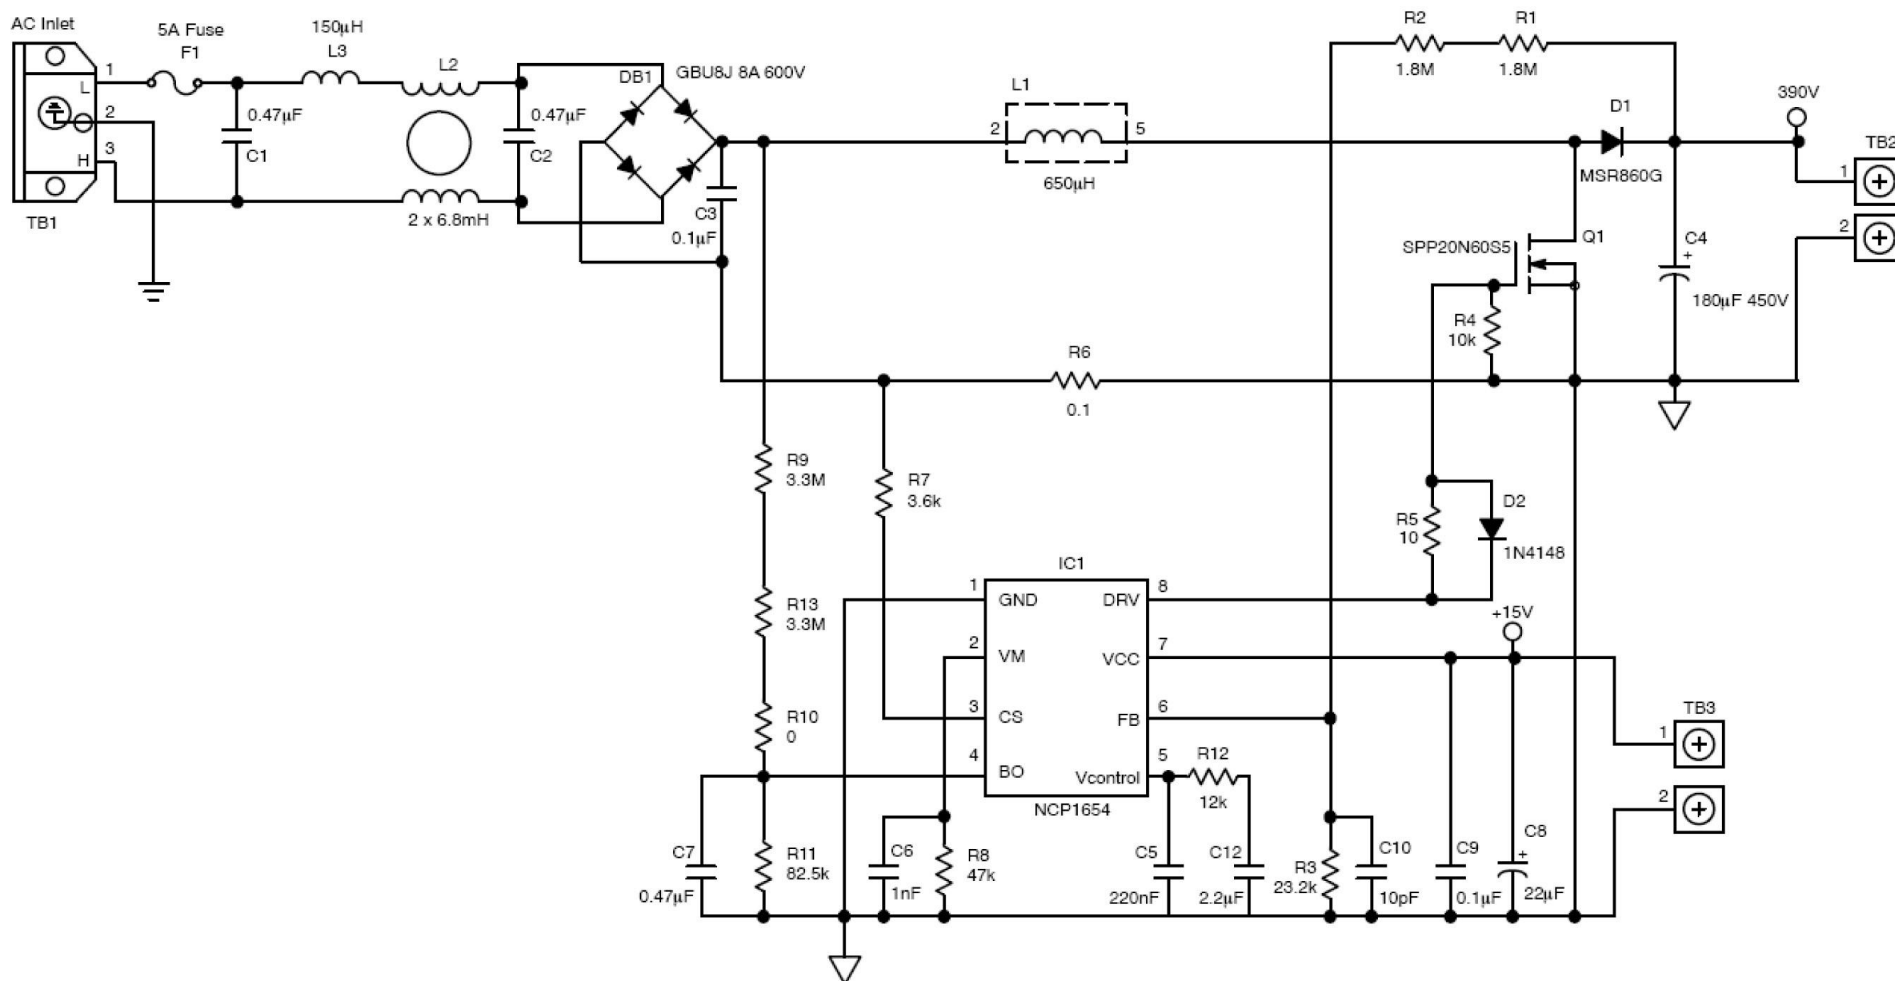 AC Inlet
TB1
L
1
2
H
3
5A Fuse
F1
0.47µF
C1
150µH
L3
L2
2 x 6.8mH
0.47µF
C2
DB1
GBU8J 8A 600V
C3
0.1µF
L1
2
5
650µH
R2
1.8M
R1
1.8M
D1
MSR860G
390V
TB2
1
2
SPP20N60S5
Q1
C4
+
180µF 450V
R4
10k
R6
0.1
R9
3.3M
R7
3.6k
R13
3.3M
R10
0
R5
10
D2
1N4148
IC1
1
GND
DRV
8
2
VM
VCC
7
3
CS
FB
6
4
BO
Vcontrol
5
NCP1654
+15V
TB3
1
2
R12
12k
C7
0.47µF
R11
82.5k
C6
1nF
R8
47k
C5
220nF
C12
2.2µF
R3
23.2k
C10
10pF
C9
0.1µF
C8
+
22µF